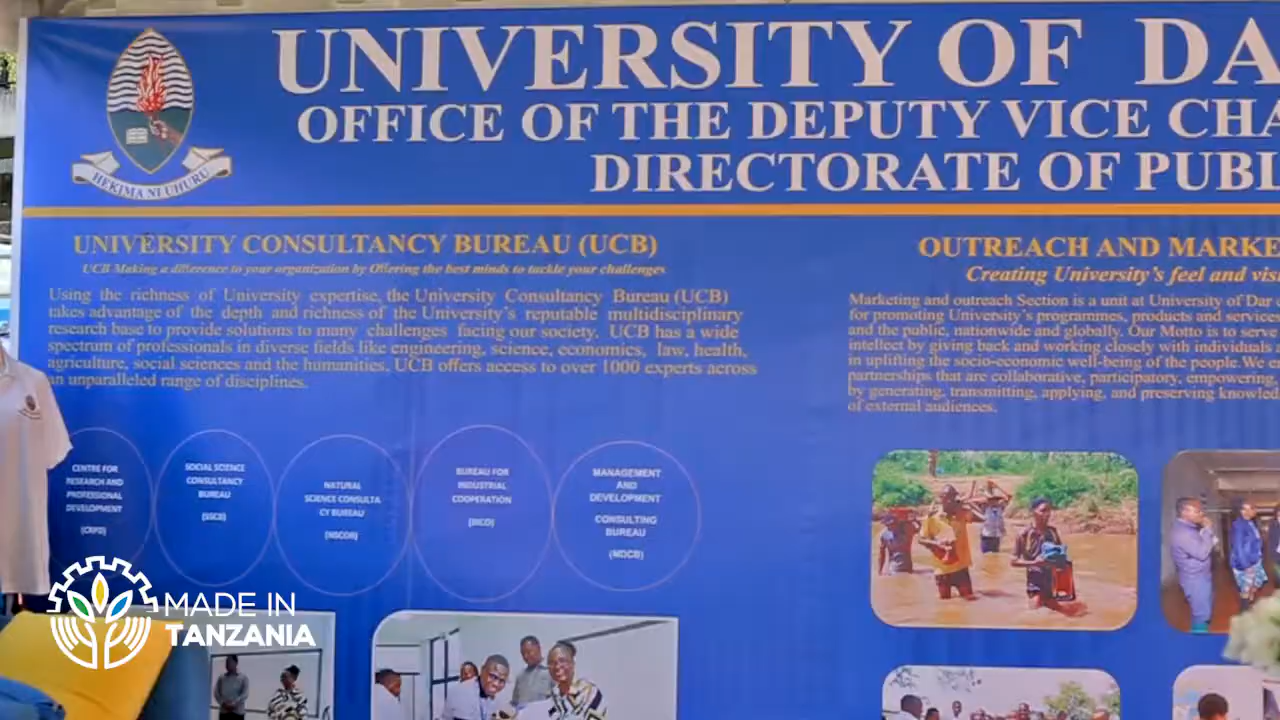 UNIVERSITY OF DA
OFFICE OF THE DEPUTY VICE CHA
DIRECTORATE OF PUBL
HEKIMA NI UHURU
UNIVERSITY CONSULTANCY BUREAU (UCB)
UCB Making a difference to your organization by Offering the best minds to tackle your challenges
Using the richness of University expertise, the University Consultancy Bureau (UCB)
takes advantage of the depth and richness of the University's reputable multidisciplinary
research base to provide solutions to many challenges facing our society. UCB has a wide
spectrum of professionals in diverse fields like engineering, science, economics, law, health,
agriculture, social sciences and the humanities. UCB offers access to over 1000 experts across
an unparalleled range of disciplines.
CENTRE FOR
RESEARCH AND
PROFESSIONAL
DEVELOPMENT
(CRPD)
SOCIAL SCIENCE
CONSULTANCY
BUREAU
(SSCB)
NATURAL
SCIENCE CONSULTA
CY BUREAU
(NSCOB)
BUREAU FOR
INDUSTRIAL
COOPERATION
(BICO)
MANAGEMENT
AND
DEVELOPMENT
CONSULTING
BUREAU
(MDCB)
OUTREACH AND MARKE
Creating University's feel and visi
Marketing and outreach Section is a unit at University of Dar
for promoting University's programmes, products and services
and the public, nationwide and globally. Our Motto is to serve
intellect by giving back and working closely with individuals
in uplifting the socio-economic well-being of the people. We e
partnerships that are collaborative, participatory, empowering,
by generating, transmitting, applying, and preserving knowled
of external audiences.
MADE IN
TANZANIA